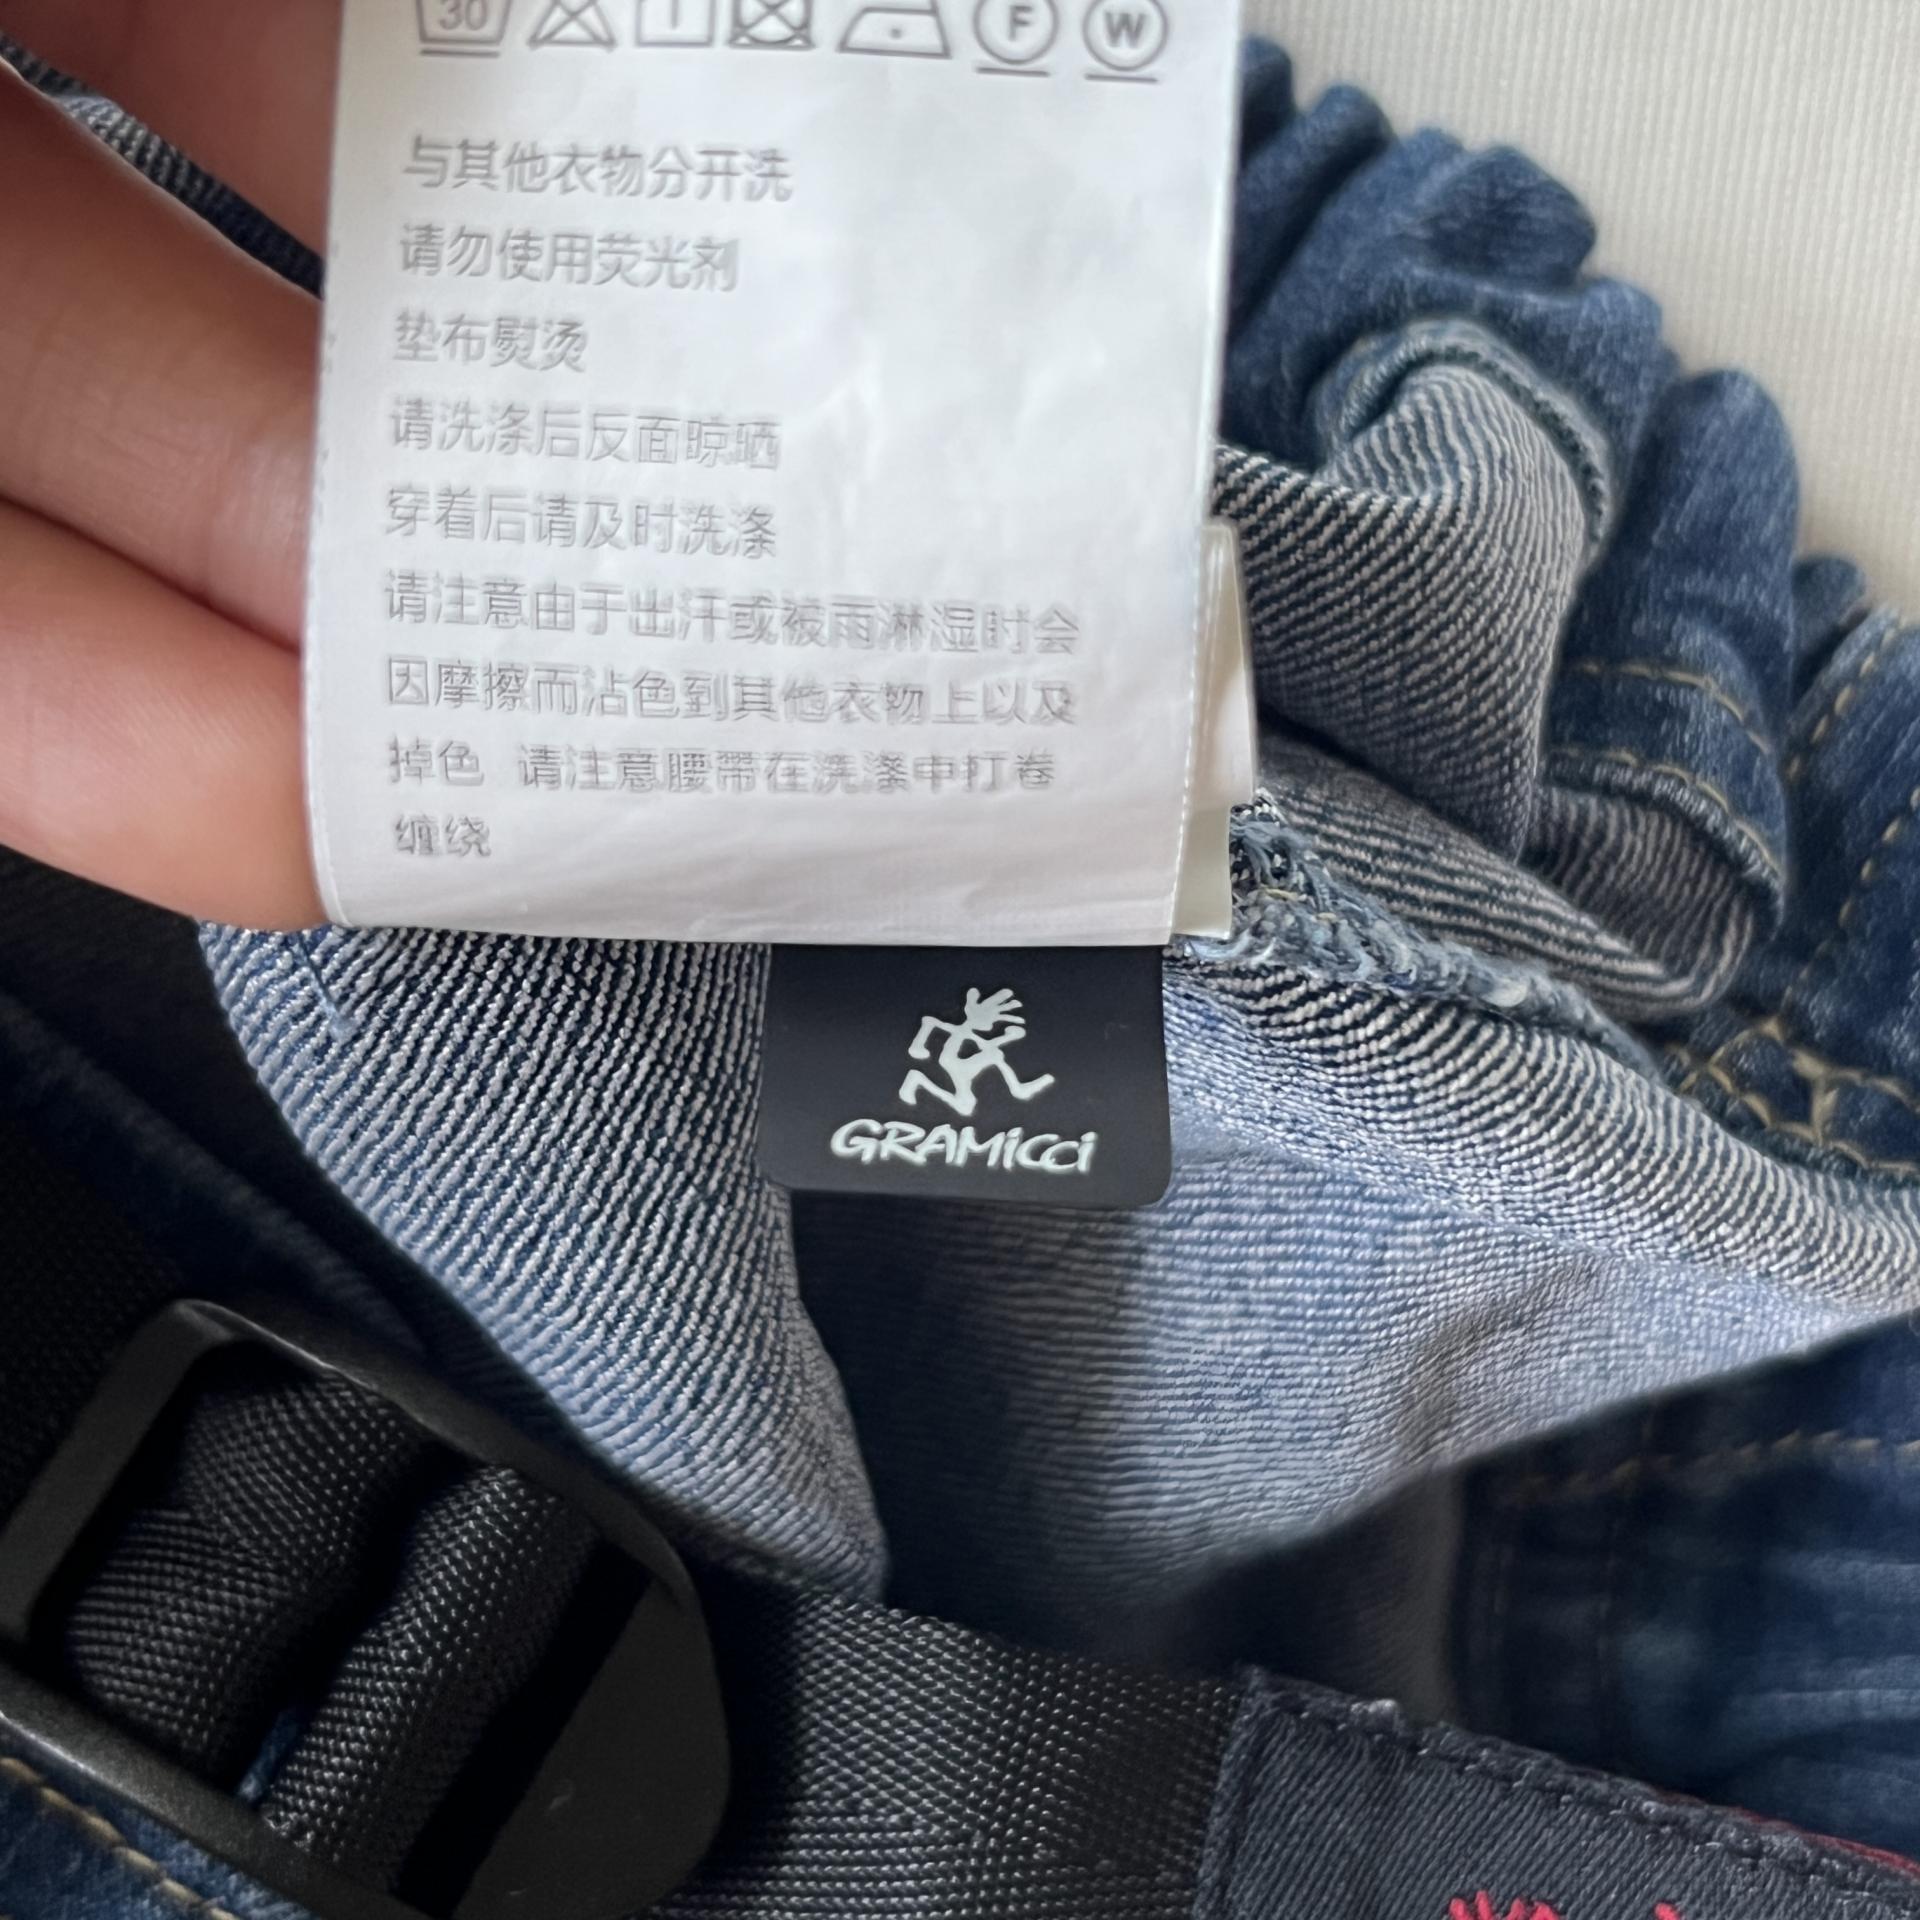 30
F W
与其他衣物分开洗
请勿使用荧光剂
垫布熨烫
请洗涤后反面晾晒
穿着后请及时洗涤
请注意由于出汗或被雨淋湿时会
因摩擦而沾色到其他衣物上以及
掉色 请注意腰带在洗涤中打卷
缠绕
GRAMiCCi